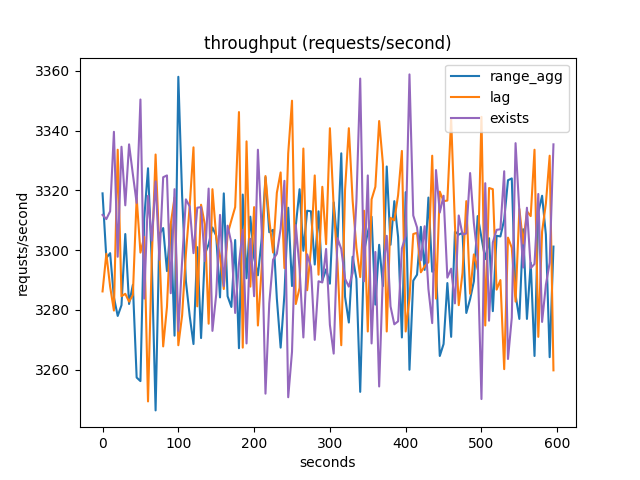 throughput (requests/second)
requsts/second
3360
3340
3320
3300
3280
3260
range_agg
lag
exists
0 100 200 300 400 500 600
seconds